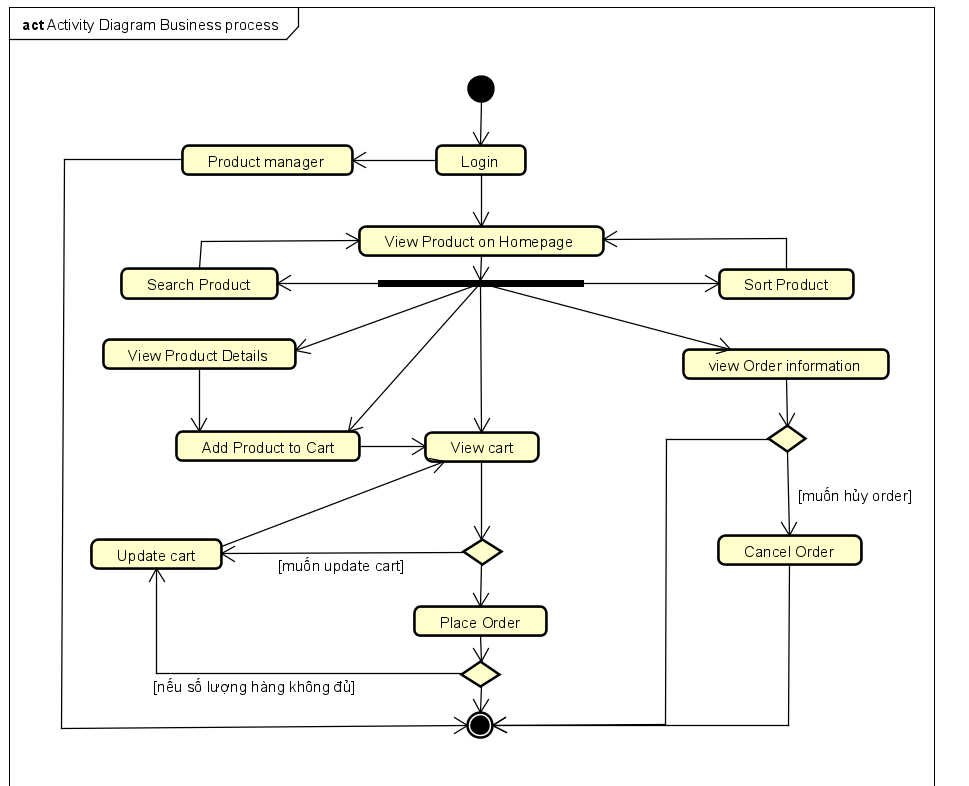 act Activity Diagram Business process
Product manager
Login
View Product on Homepage
Search Product
Sort Product
View Product Details
view Order information
Add Product to Cart
View cart
[muốn hủy order]
Update cart
[muốn update cart]
Cancel Order
Place Order
[nếu số lượng hàng không đủ]